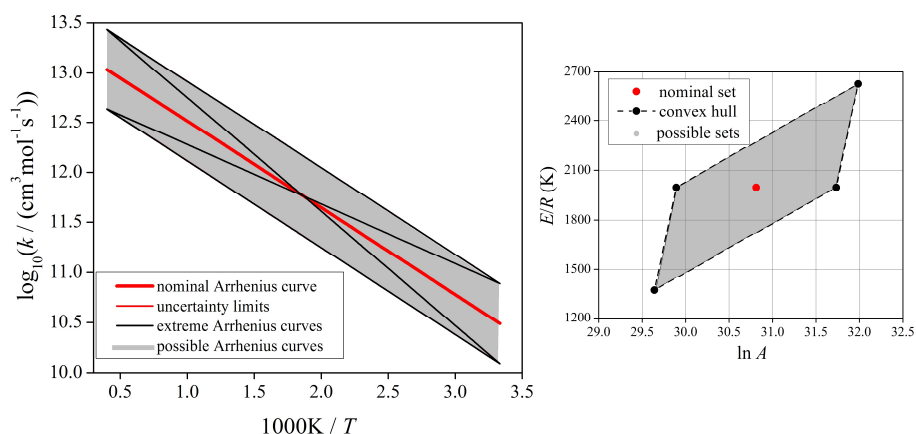 log₁₀(k / (cm³mol⁻¹s⁻¹))
13.5
13.0
12.5
12.0
11.5
11.0
10.5
10.0
nominal Arrhenius curve
uncertainty limits
extreme Arrhenius curves
possible Arrhenius curves
0.5 1.0 1.5 2.0 2.5 3.0 3.5
1000K / T
E/R (K)
2700
2400
2100
1800
1500
1200
nominal set
convex hull
possible sets
29.0 29.5 30.0 30.5 31.0 31.5 32.0 32.5
ln A